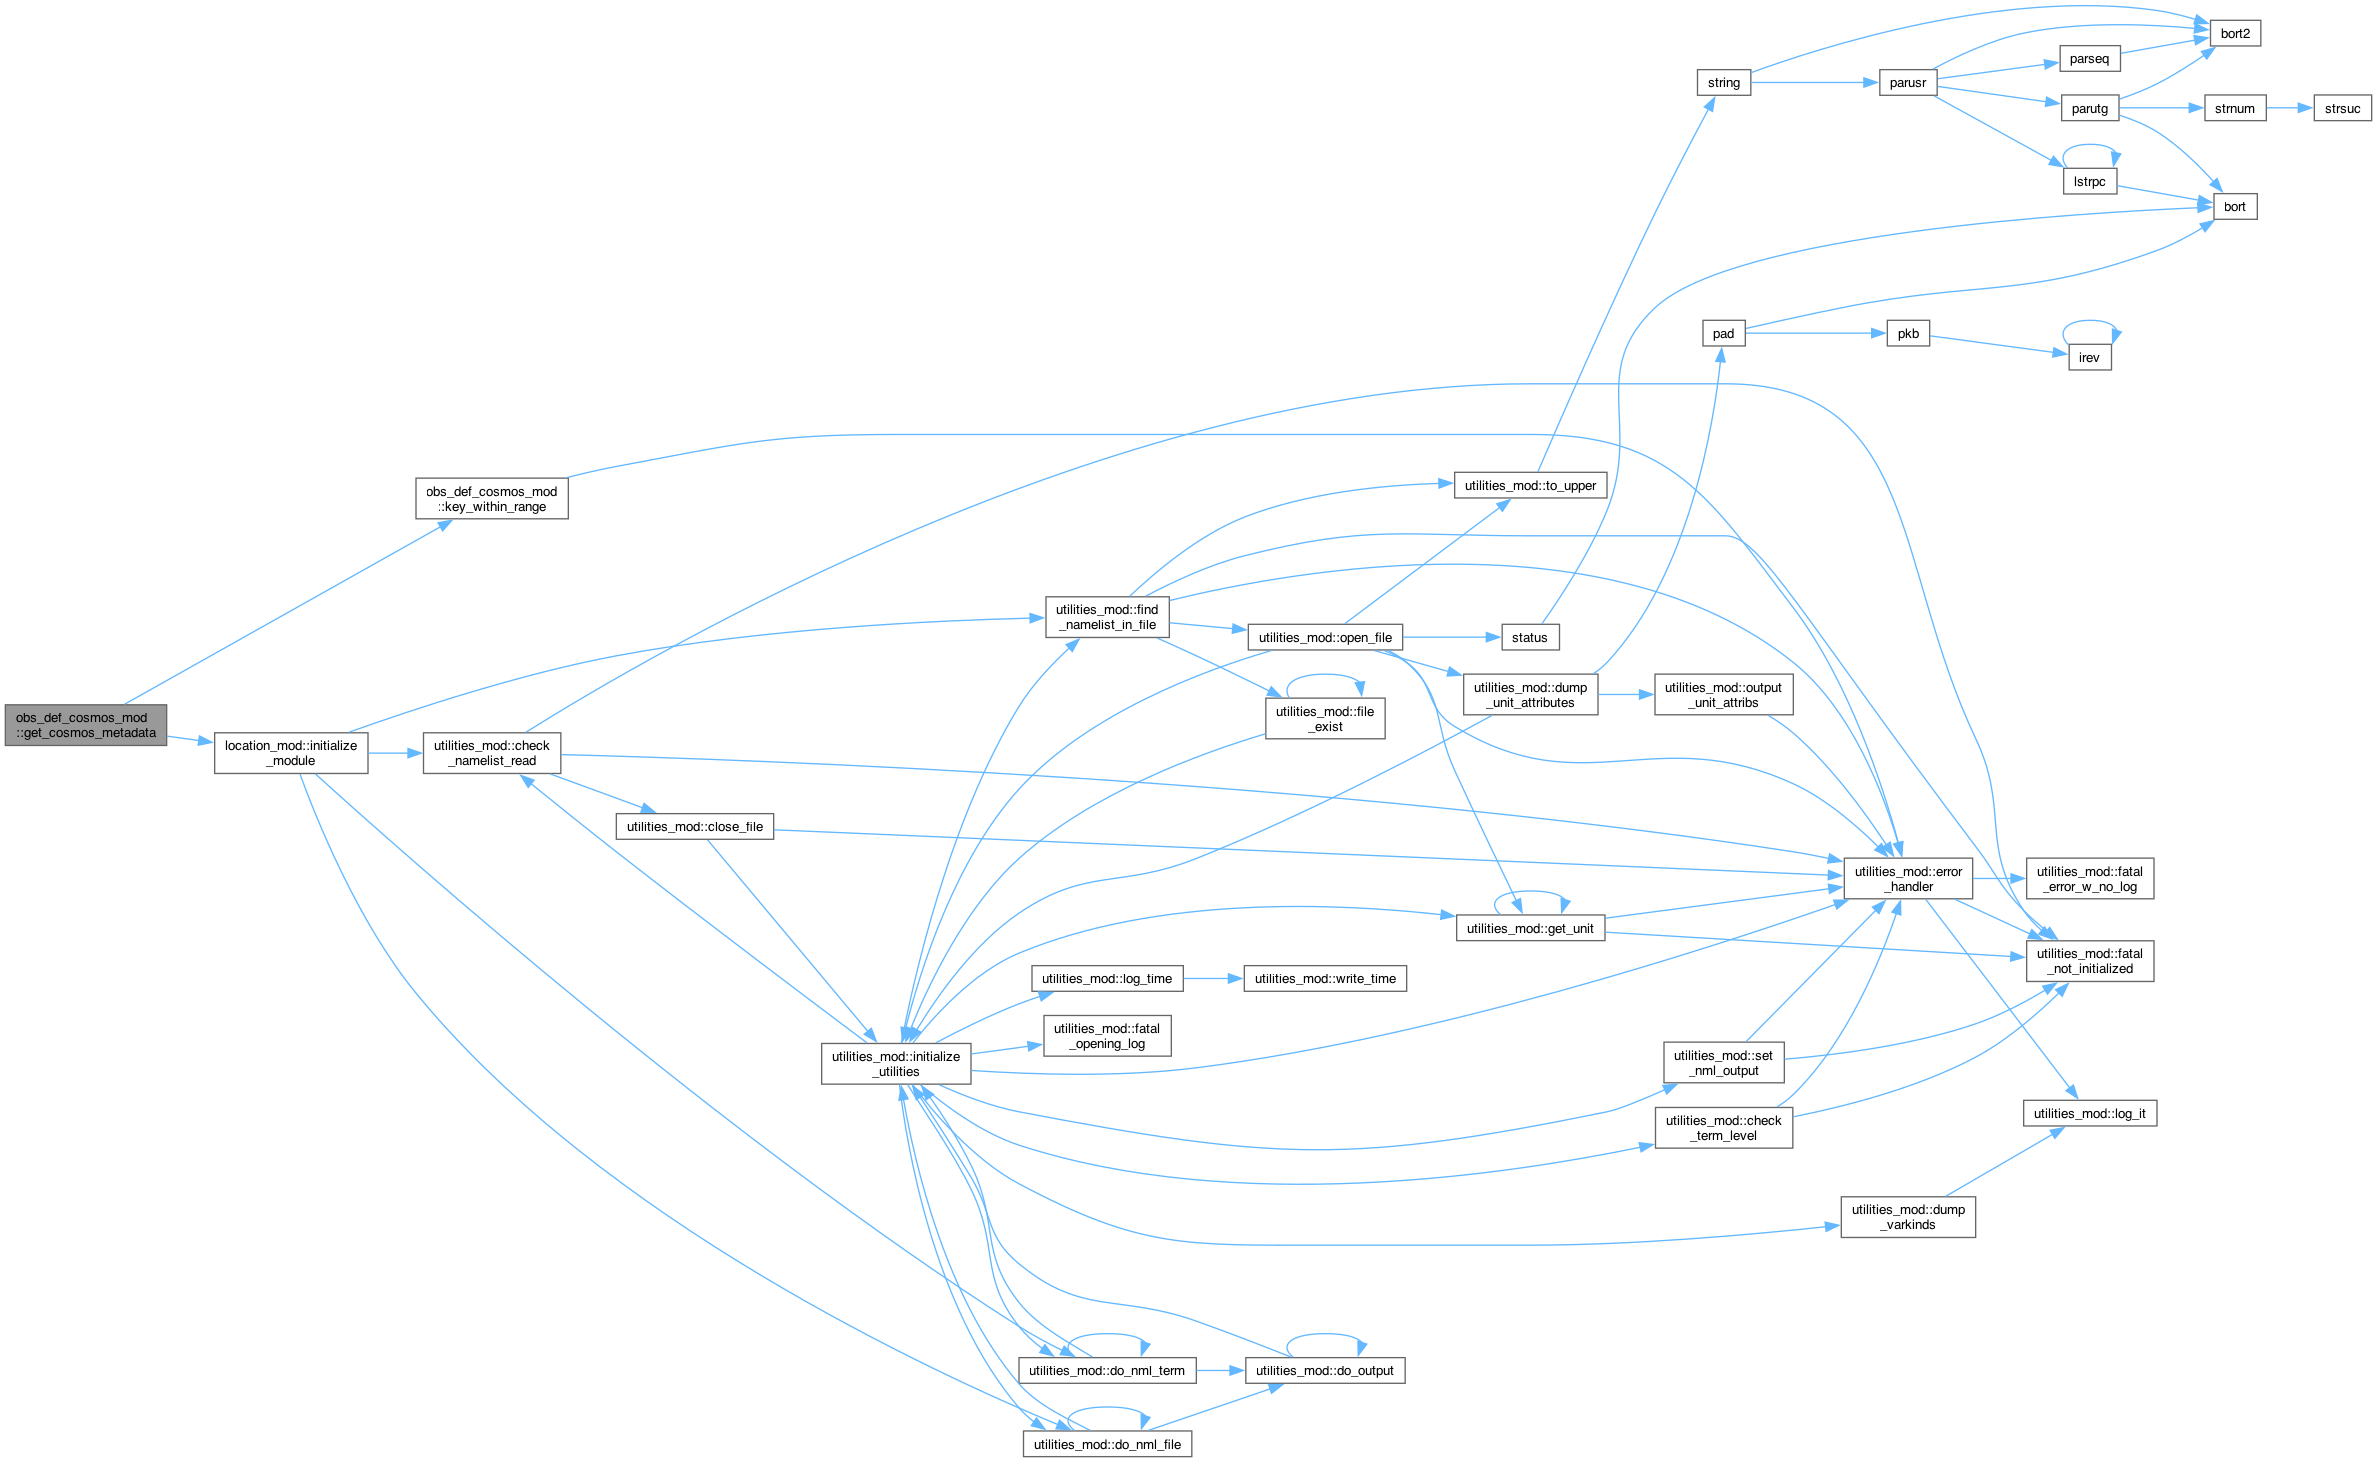 bort2
parseq
string
parusr
parutg
strnum
strsuc
lstrpc
bort
pad
pkb
irev
obs_def_cosmos_mod
::key_within_range
utilities_mod::to_upper
utilities_mod::find
_namelist_in_file
utilities_mod::open_file
status
utilities_mod::dump
_unit_attributes
utilities_mod::output
_unit_attribs
utilities_mod::file
_exist
obs_def_cosmos_mod
::get_cosmos_metadata
location_mod::initialize
_module
utilities_mod::check
_namelist_read
utilities_mod::close_file
utilities_mod::error
_handler
utilities_mod::fatal
_error_w_no_log
utilities_mod::get_unit
utilities_mod::fatal
_not_initialized
utilities_mod::log_time
utilities_mod::write_time
utilities_mod::fatal
_opening_log
utilities_mod::initialize
_utilities
utilities_mod::set
_nml_output
utilities_mod::log_it
utilities_mod::check
_term_level
utilities_mod::dump
_varkinds
utilities_mod::do_nml_term
utilities_mod::do_output
utilities_mod::do_nml_file